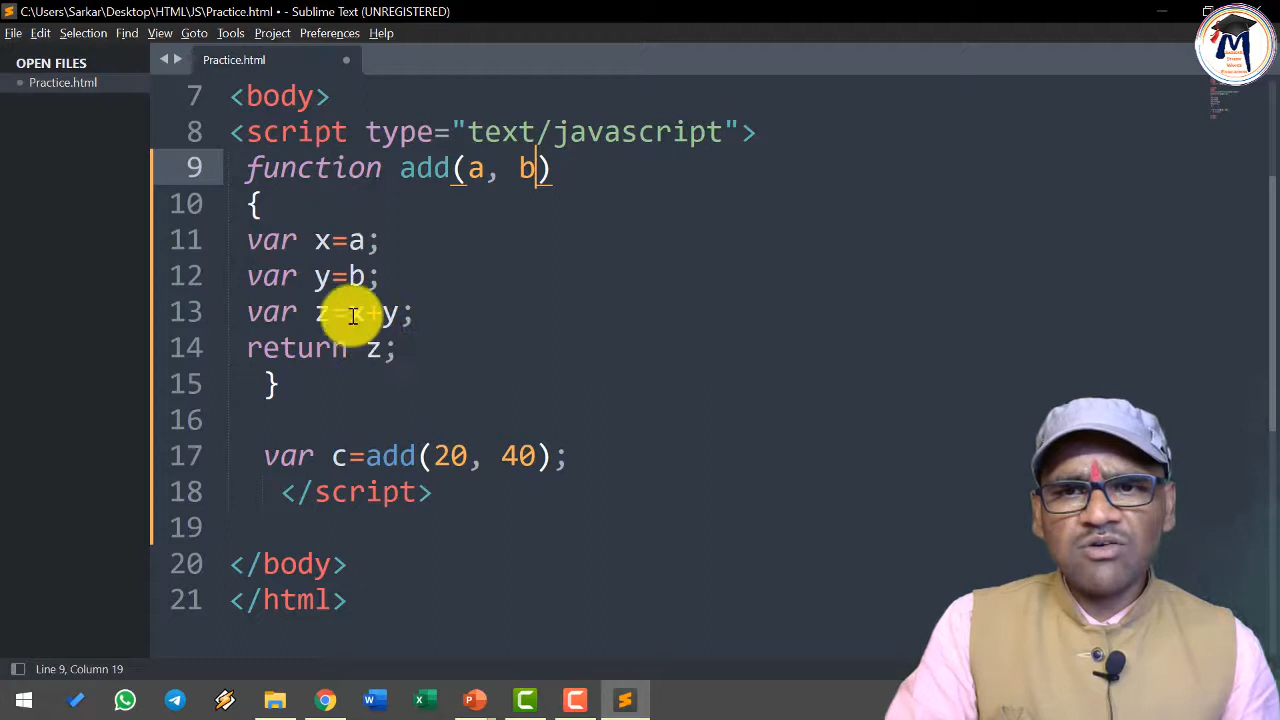 C:\Users\Sarkar\Desktop\HTML\JS\Practice.html • - Sublime Text (UNREGISTERED)
File Edit Selection Find View Goto Tools Project Preferences Help
OPEN FILES
Practice.html
Practice.html
7 <body>
8 <script type="text/javascript">
9 function add(a, b)
10 {
11 var x=a;
12 var y=b;
13 var z=x+y;
14 return z;
15 }
16
17 var c=add(20, 40);
18 </script>
19
20 </body>
21 </html>
Line 9, Column 19
M